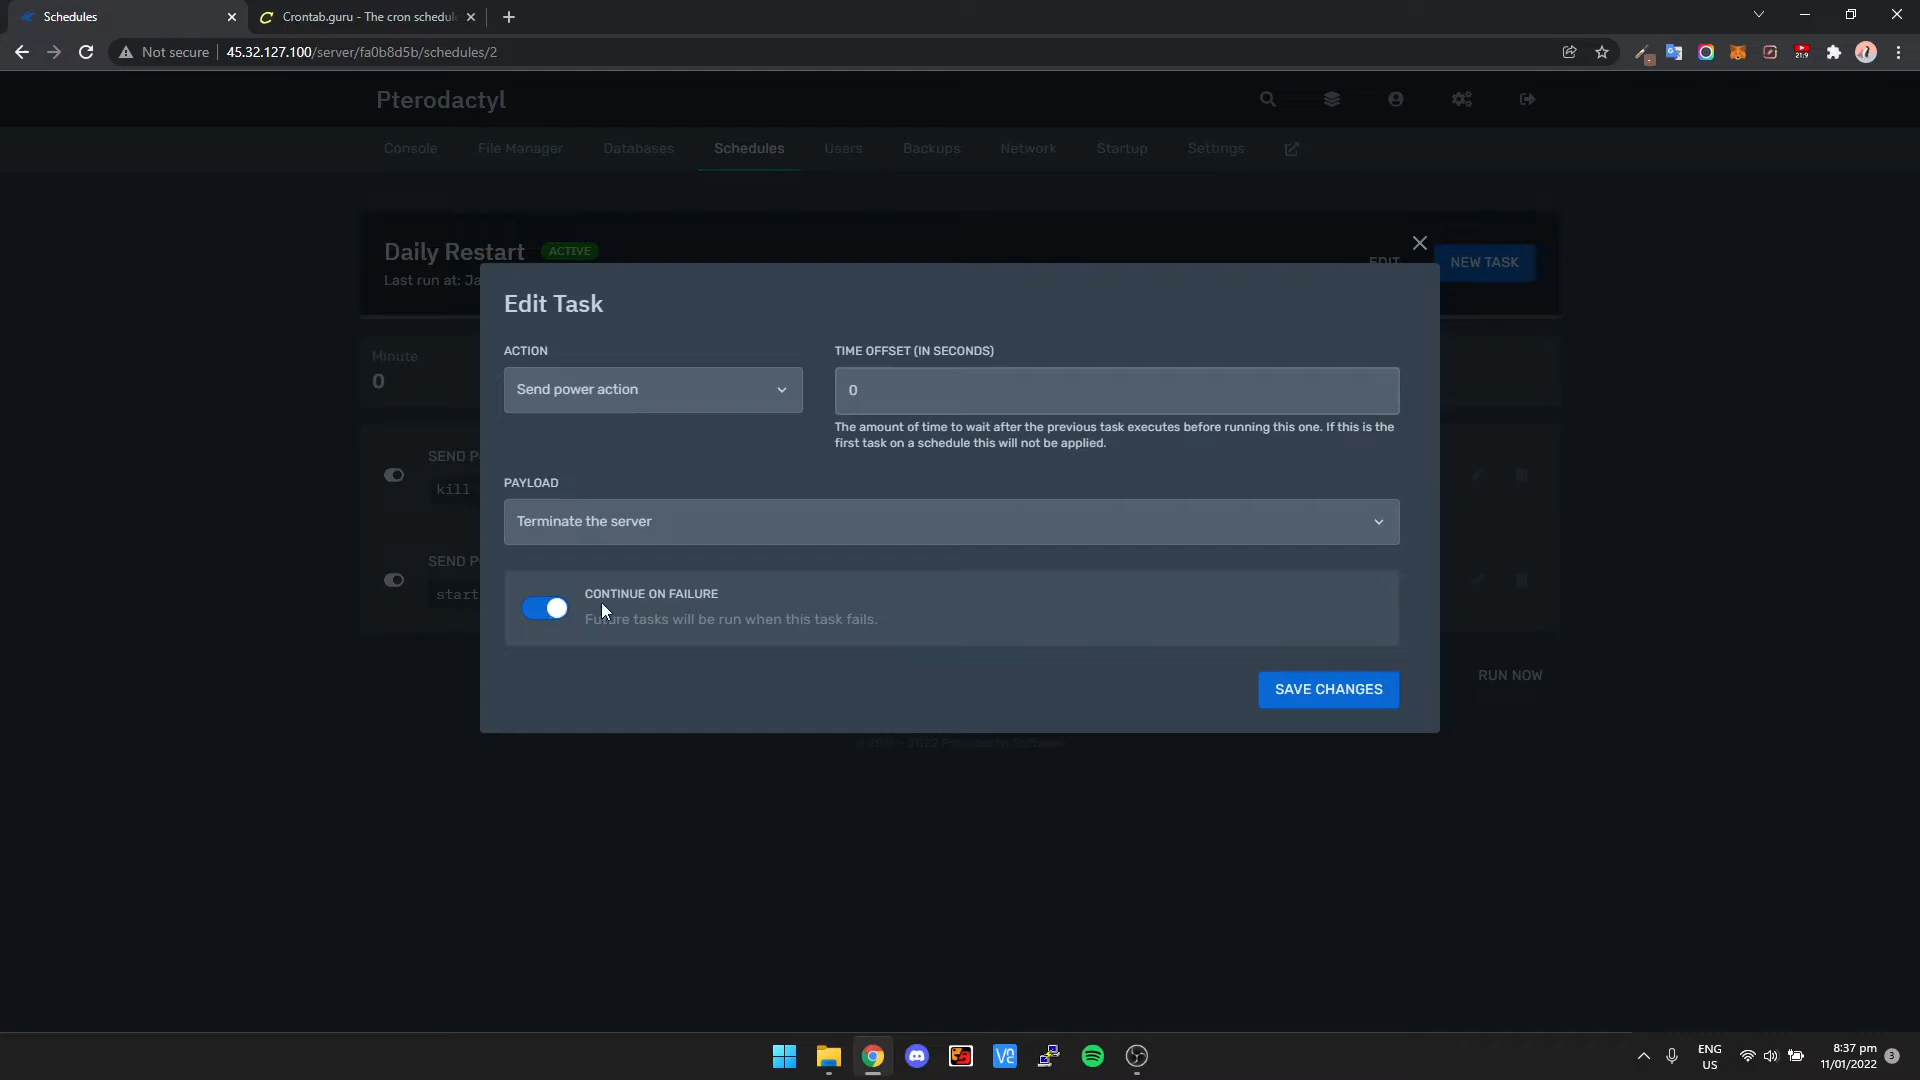 Schedules
Crontab.guru - The cron schedul
Not secure
45.32.127.100/server/fa0b8d5b/schedules/2
21:9
Pterodactyl
Console File Manager Databases Schedules Users Backups Network Startup Settings
Daily Restart ACTIVE
Last run at: Ja
EDIT
NEW TASK
Edit Task
ACTION
TIME OFFSET (IN SECONDS)
Minute
0
Send power action
0
The amount of time to wait after the previous task executes before running this one. If this is the
first task on a schedule this will not be applied.
SEND P
kill
PAYLOAD
Terminate the server
SEND P
start
CONTINUE ON FAILURE
Future tasks will be run when this task fails.
SAVE CHANGES
RUN NOW
ENG
US
8:37 pm
11/01/2022
3